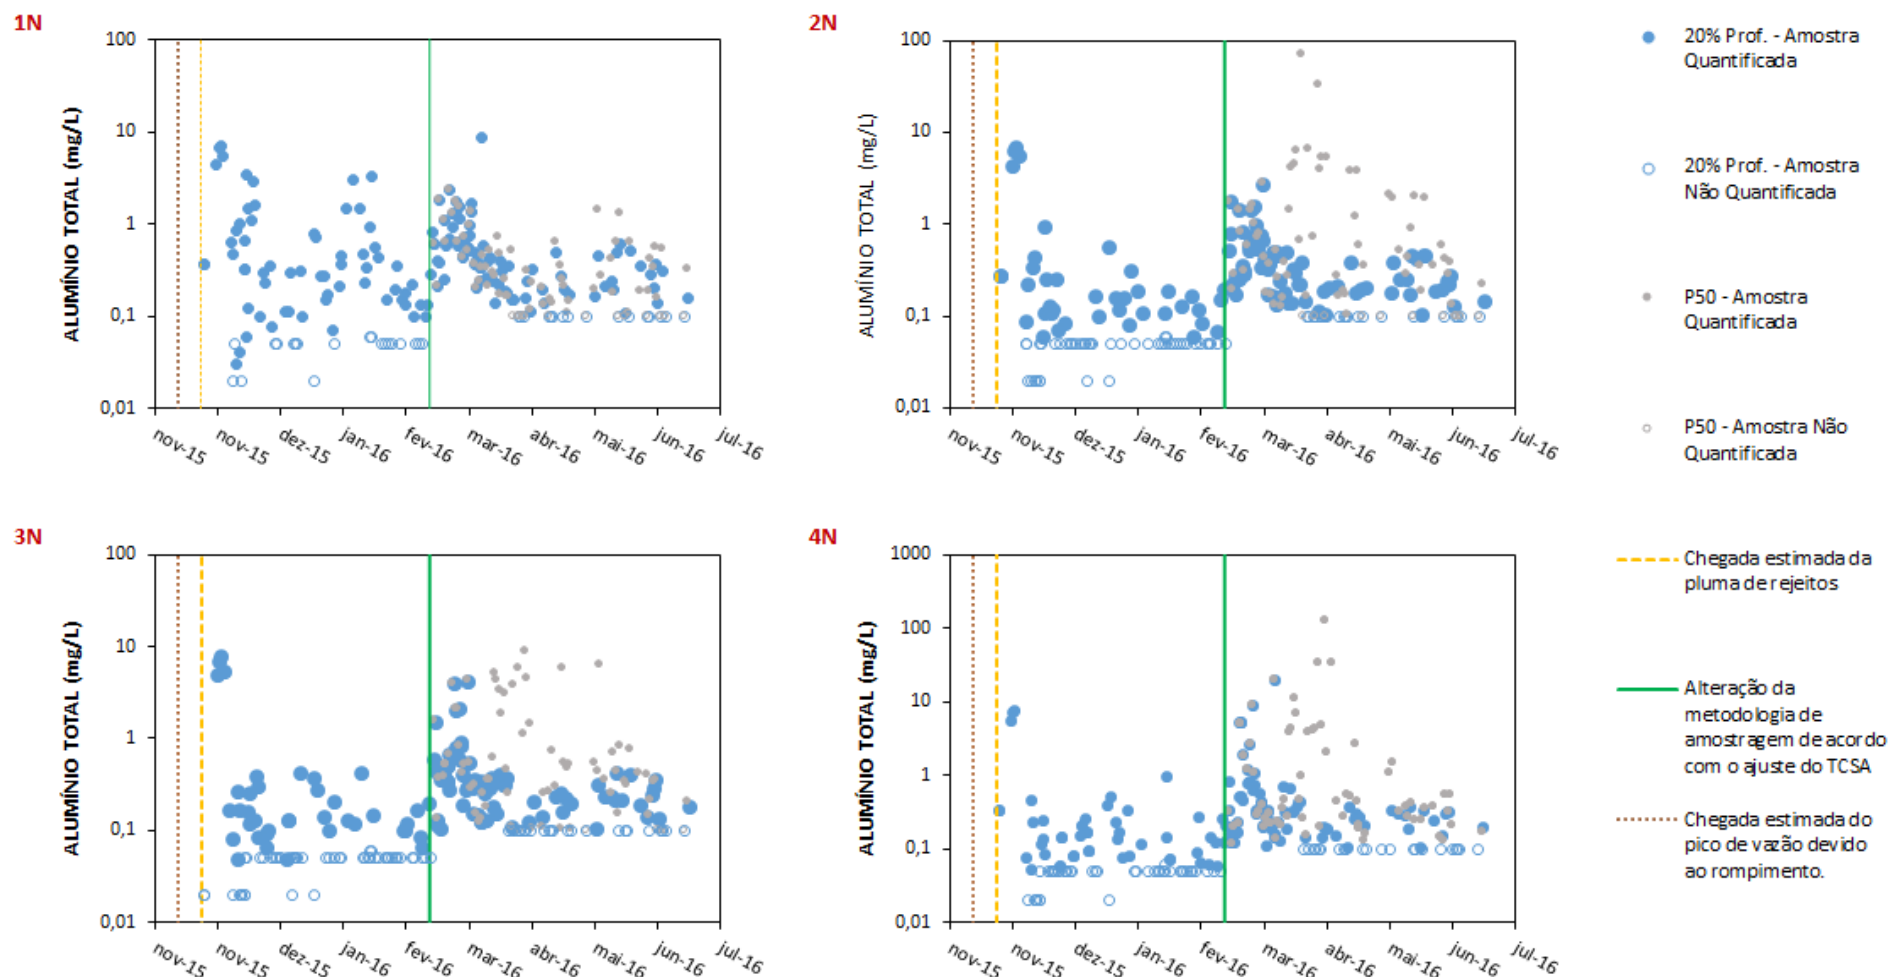 1N
100
10
1
0,1
0,01
ALUMÍNIO TOTAL (mg/L)
nov-15
nov-15
dez-15
jan-16
fev-16
mar-16
abr-16
mai-16
jun-16
jul-16
2N
100
10
1
0,1
0,01
ALUMÍNIO TOTAL (mg/L)
nov-15
nov-15
dez-15
jan-16
fev-16
mar-16
abr-16
mai-16
jun-16
jul-16
20% Prof. - Amostra
Quantificada
20% Prof. - Amostra
Não Quantificada
P50 - Amostra
Quantificada
P50 - Amostra Não
Quantificada
3N
100
10
1
0,1
0,01
ALUMÍNIO TOTAL (mg/L)
nov-15
nov-15
dez-15
jan-16
fev-16
mar-16
abr-16
mai-16
jun-16
jul-16
4N
1000
100
10
1
0,1
0,01
ALUMÍNIO TOTAL (mg/L)
nov-15
nov-15
dez-15
jan-16
fev-16
mar-16
abr-16
mai-16
jun-16
jul-16
Chegada estimada da
pluma de rejeitos
Alteração da
metodologia de
amostragem de acordo
com o ajuste do TCSA
Chegada estimada do
pico de vazão devido
ao rompimento.